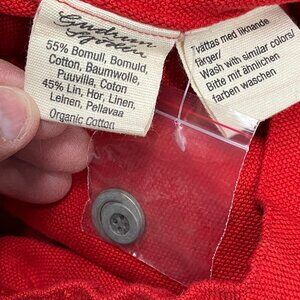 Gudrun
Sjödén
55% Bomull, Bomuld,
Cotton, Baumwolle,
Puuvilla, Coton
45% Lin, Hor, Linen,
Leinen, Pellavaa
Organic Cotton
Tvättas med liknande
färger/
Wash with similar colors/
Bitte mit ähnlichen
farben waschen